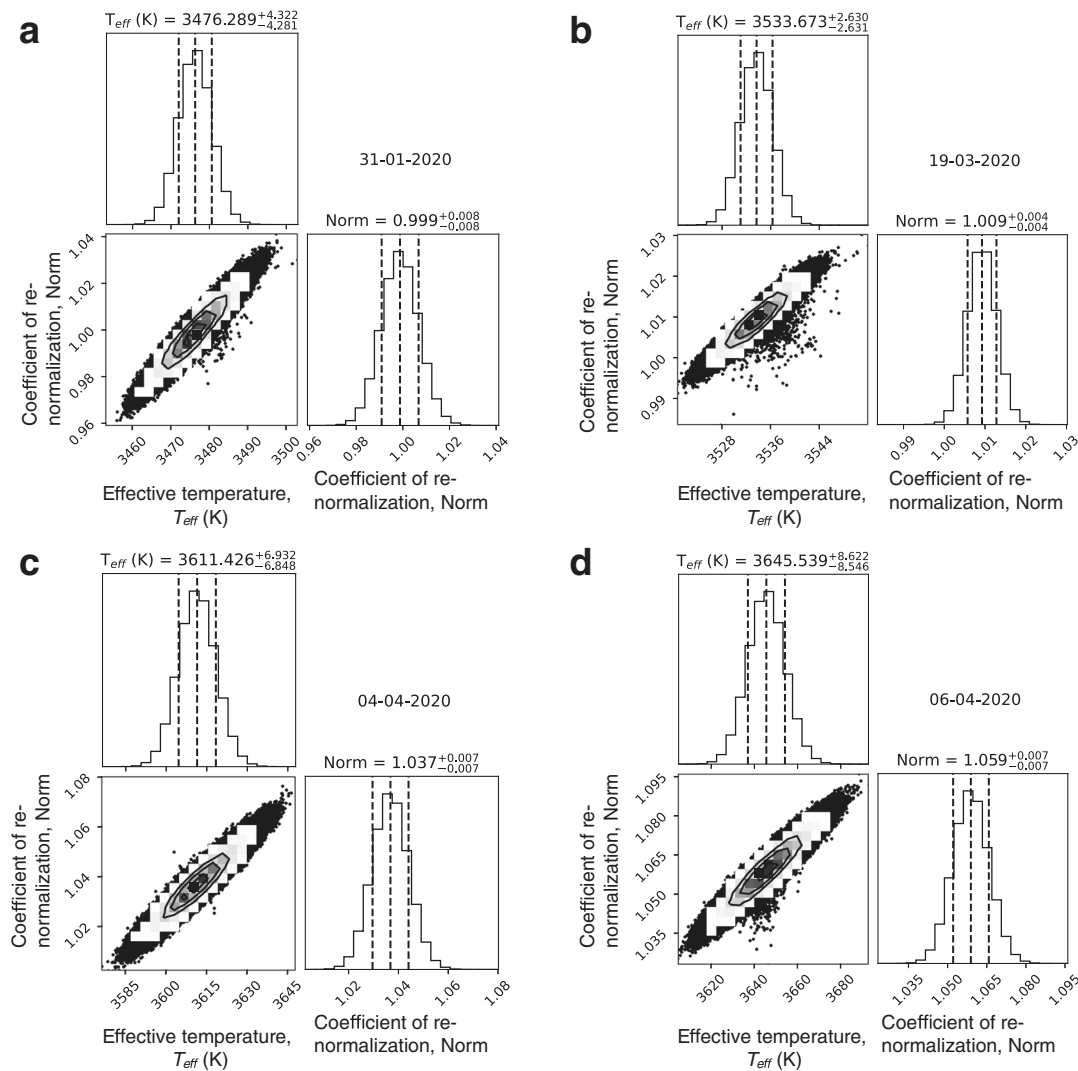 a
T_eff (K) = 3476.289 +4.322 −4.281
31-01-2020
Norm = 0.999 +0.008 −0.008
Coefficient of re-
normalization, Norm
1.04
1.02
1.00
0.98
0.96
3460
3470
3480
3490
3500
0.96
0.98
1.00
1.02
1.04
Effective temperature,
T_eff (K)
Coefficient of re-
normalization, Norm
b
T_eff (K) = 3533.673 +2.630 −2.631
19-03-2020
Norm = 1.009 +0.004 −0.004
Coefficient of re-
normalization, Norm
1.03
1.02
1.01
1.00
0.99
3528
3536
3544
0.99
1.00
1.01
1.02
1.03
Effective temperature,
T_eff (K)
Coefficient of re-
normalization, Norm
c
T_eff (K) = 3611.426 +6.932 −6.848
04-04-2020
Norm = 1.037 +0.007 −0.007
Coefficient of re-
normalization, Norm
1.08
1.06
1.04
1.02
3585
3600
3615
3630
3645
1.02
1.04
1.06
1.08
Effective temperature,
T_eff (K)
Coefficient of re-
normalization, Norm
d
T_eff (K) = 3645.539 +8.622 −8.546
06-04-2020
Norm = 1.059 +0.007 −0.007
Coefficient of re-
normalization, Norm
1.095
1.080
1.065
1.050
1.035
3620
3640
3660
3680
1.035
1.050
1.065
1.080
1.095
Effective temperature,
T_eff (K)
Coefficient of re-
normalization, Norm